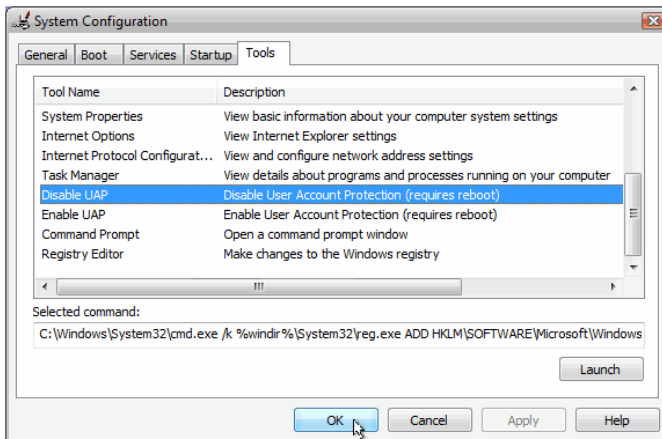 System Configuration
General Boot Services Startup Tools
Tool Name Description
System Properties View basic information about your computer system settings
Internet Options View Internet Explorer settings
Internet Protocol Configurat... View and configure network address settings
Task Manager View details about programs and processes running on your computer
Disable UAP Disable User Account Protection (requires reboot)
Enable UAP Enable User Account Protection (requires reboot)
Command Prompt Open a command prompt window
Registry Editor Make changes to the Windows registry
Selected command:
C:\Windows\System32\cmd.exe /k %windir%\System32\reg.exe ADD HKLM\SOFTWARE\Microsoft\Windows
Launch
OK Cancel Apply Help